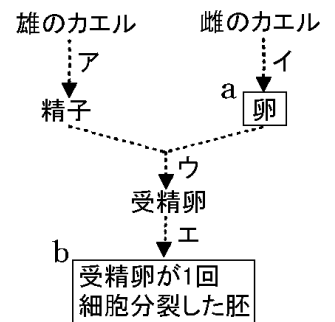 雄のカエル 雌のカエル
ア イ
a
精子 卵
ウ
受精卵
エ
b
受精卵が1回
細胞分裂した胚